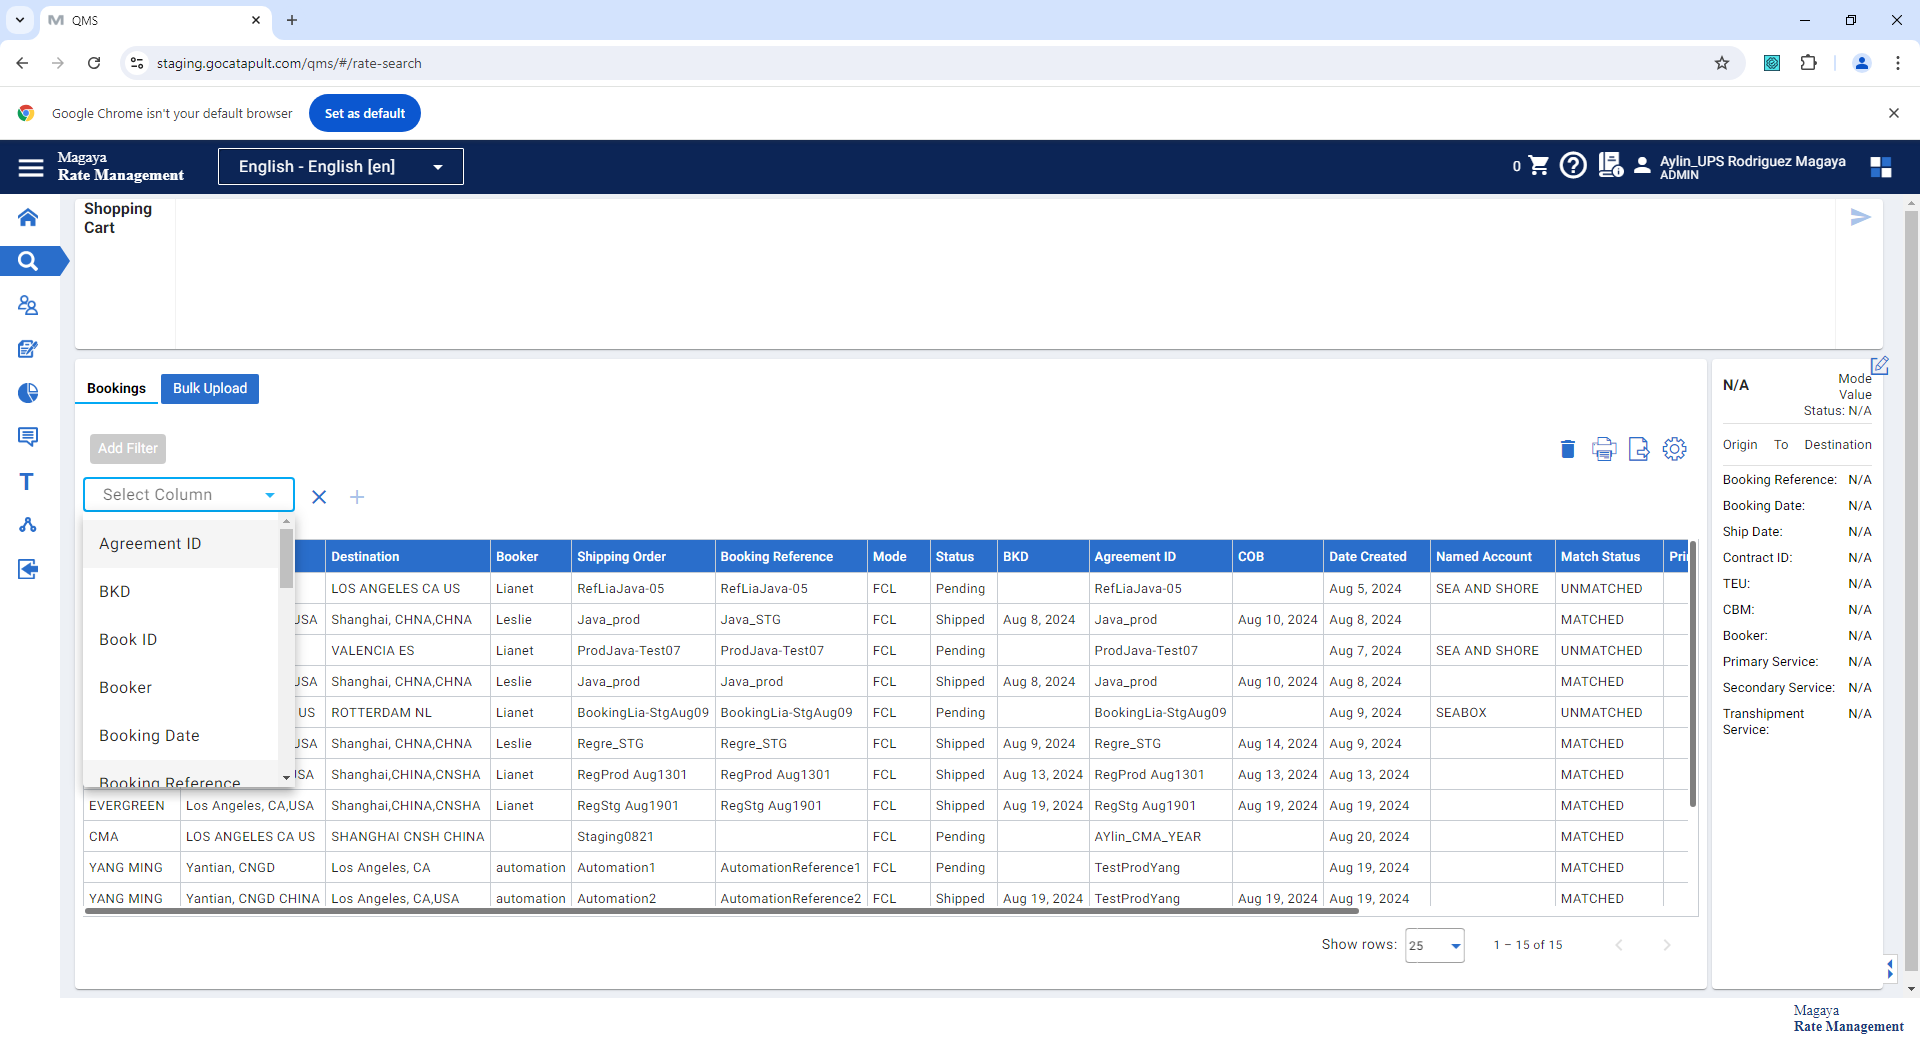 QMS
staging.gocatapult.com/qms/#/rate-search
Google Chrome isn't your default browser
Set as default
Magaya
Rate Management
English - English [en]
0
Aylin_UPS Rodriguez Magaya
ADMIN
Shopping
Cart
Bookings
Bulk Upload
Add Filter
Select Column
Agreement ID
BKD
Book ID
Booker
Booking Date
Booking Reference
Destination Booker Shipping Order Booking Reference Mode Status BKD Agreement ID COB Date Created Named Account Match Status Pri
LOS ANGELES CA US Lianet RefLiaJava-05 RefLiaJava-05 FCL Pending RefLiaJava-05 Aug 5, 2024 SEA AND SHORE UNMATCHED
USA Shanghai, CHNA,CHNA Leslie Java_prod Java_STG FCL Shipped Aug 8, 2024 Java_prod Aug 10, 2024 Aug 8, 2024 MATCHED
VALENCIA ES Lianet ProdJava-Test07 ProdJava-Test07 FCL Pending ProdJava-Test07 Aug 7, 2024 SEA AND SHORE UNMATCHED
USA Shanghai, CHNA,CHNA Leslie Java_prod Java_prod FCL Shipped Aug 8, 2024 Java_prod Aug 10, 2024 Aug 8, 2024 MATCHED
US ROTTERDAM NL Lianet BookingLia-StgAug09 BookingLia-StgAug09 FCL Pending BookingLia-StgAug09 Aug 9, 2024 SEABOX UNMATCHED
USA Shanghai, CHNA,CHNA Leslie Regre_STG Regre_STG FCL Shipped Aug 9, 2024 Regre_STG Aug 14, 2024 Aug 9, 2024 MATCHED
SA Shanghai,CHINA,CNSHA Lianet RegProd Aug1301 RegProd Aug1301 FCL Shipped Aug 13, 2024 RegProd Aug1301 Aug 13, 2024 Aug 13, 2024 MATCHED
EVERGREEN Los Angeles, CA,USA Shanghai,CHINA,CNSHA Lianet RegStg Aug1901 RegStg Aug1901 FCL Shipped Aug 19, 2024 RegStg Aug1901 Aug 19, 2024 Aug 19, 2024 MATCHED
CMA LOS ANGELES CA US SHANGHAI CNSH CHINA Staging0821 FCL Pending AYlin_CMA_YEAR Aug 20, 2024 MATCHED
YANG MING Yantian, CNGD Los Angeles, CA automation Automation1 AutomationReference1 FCL Pending TestProdYang Aug 19, 2024 MATCHED
YANG MING Yantian, CNGD CHINA Los Angeles, CA,USA automation Automation2 AutomationReference2 FCL Shipped Aug 19, 2024 TestProdYang Aug 19, 2024 Aug 19, 2024 MATCHED
Show rows: 25 1 – 15 of 15
N/A
Mode
Value
Status: N/A
Origin To Destination
Booking Reference: N/A
Booking Date: N/A
Ship Date: N/A
Contract ID: N/A
TEU: N/A
CBM: N/A
Booker: N/A
Primary Service: N/A
Secondary Service: N/A
Transhipment N/A
Service:
Magaya
Rate Management